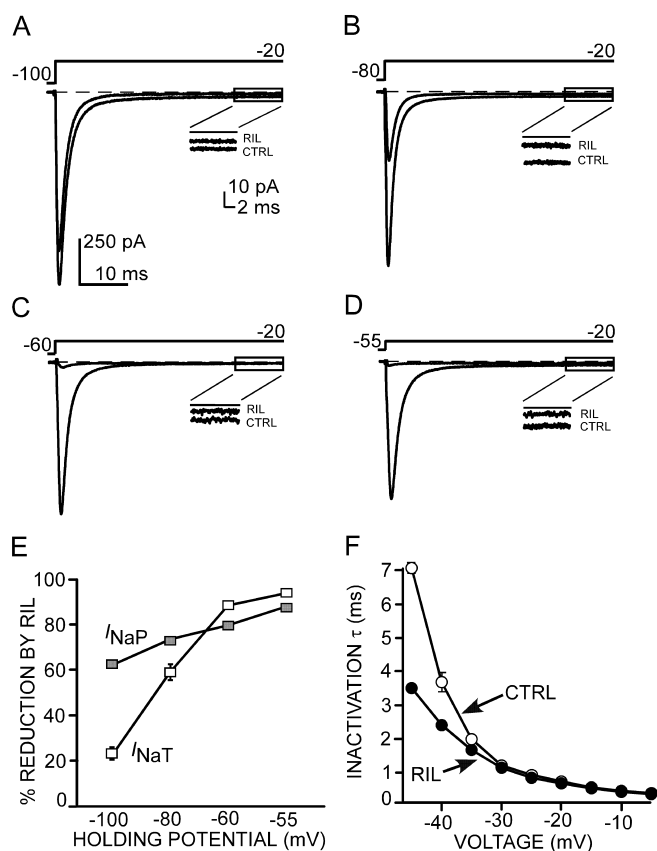 A
-100
-20
RIL
CTRL
10 pA
2 ms
250 pA
10 ms
B
-80
-20
RIL
CTRL
C
-60
-20
RIL
CTRL
D
-55
-20
RIL
CTRL
E
% REDUCTION BY RIL
100
80
60
40
20
0
INaP
INaT
-100
-80
-60
-55
HOLDING POTENTIAL (mV)
F
INACTIVATION τ (ms)
7
6
5
4
3
2
1
0
CTRL
RIL
-40
-30
-20
-10
VOLTAGE (mV)